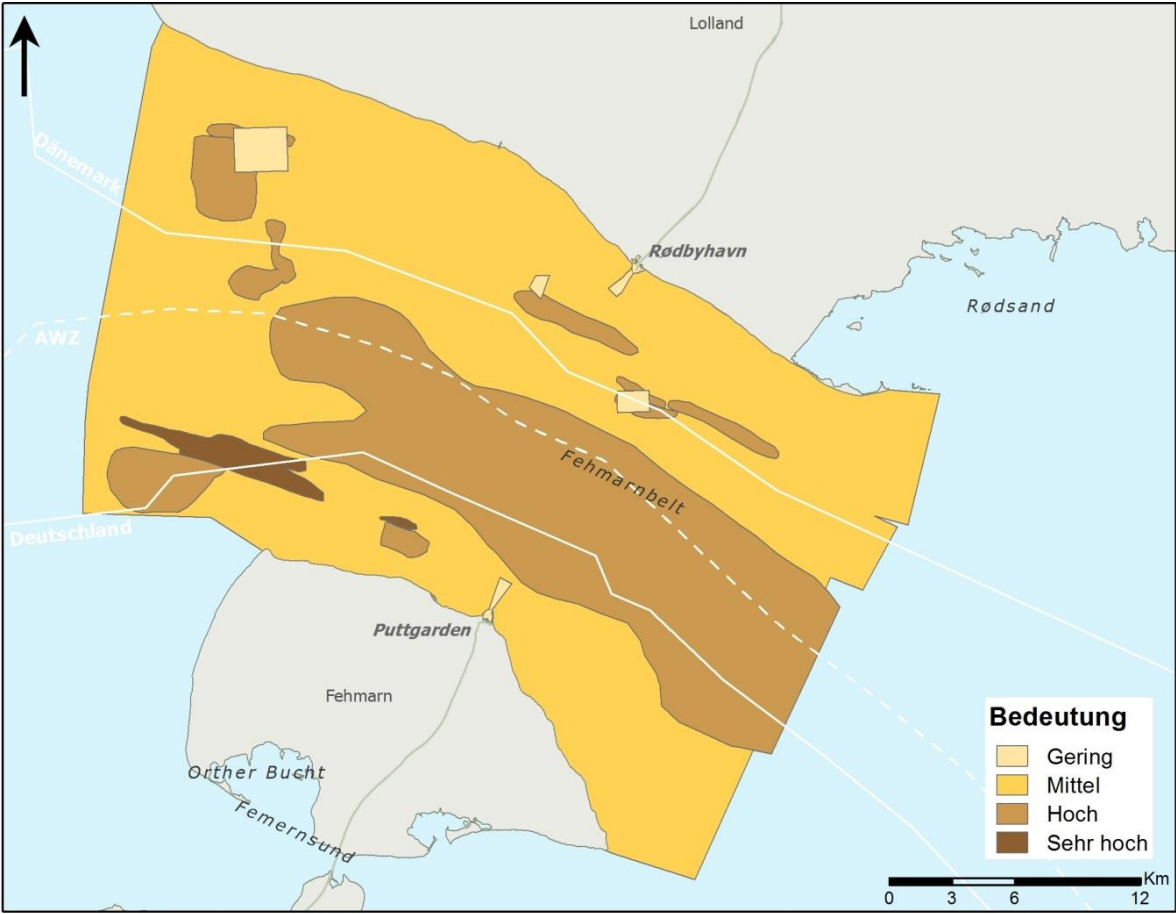 Lolland
Dänemark
Rødbyhavn
Rødsand
AWZ
Fehmarnbelt
Deutschland
Puttgarden
Fehmarn
Orther Bucht
Femernsund
Bedeutung
Gering
Mittel
Hoch
Sehr hoch
Km
0 3 6 12